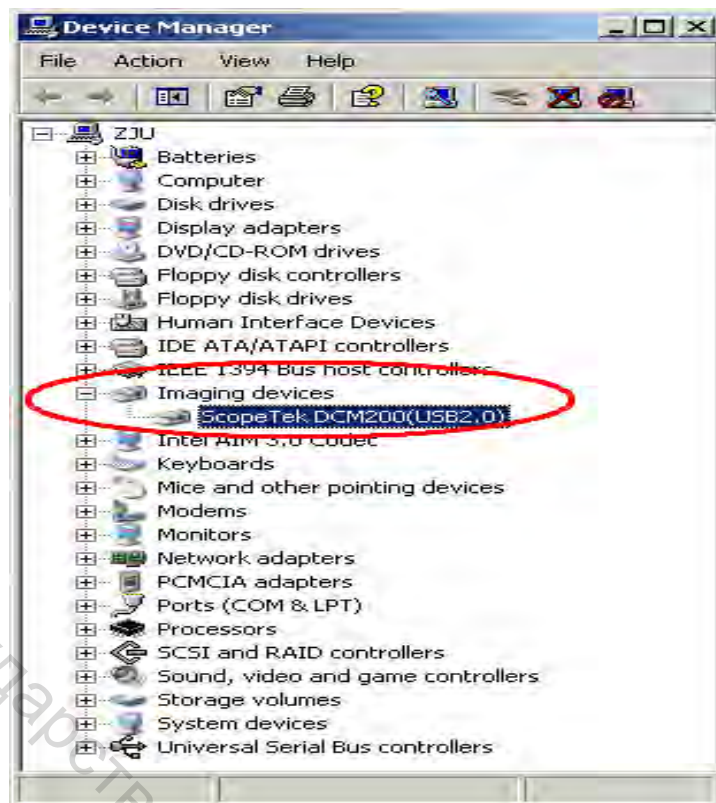 Device Manager
File Action View Help
ZJU
Batteries
Computer
Disk drives
Display adapters
DVD/CD-ROM drives
Floppy disk controllers
Floppy disk drives
Human Interface Devices
IDE ATA/ATAPI controllers
IEEE 1394 Bus host controllers
Imaging devices
ScopeTek DCM200(USB2.0)
Intel AIM 3.0 Codec
Keyboards
Mice and other pointing devices
Modems
Monitors
Network adapters
PCMCIA adapters
Ports (COM & LPT)
Processors
SCSI and RAID controllers
Sound, video and game controllers
Storage volumes
System devices
Universal Serial Bus controllers